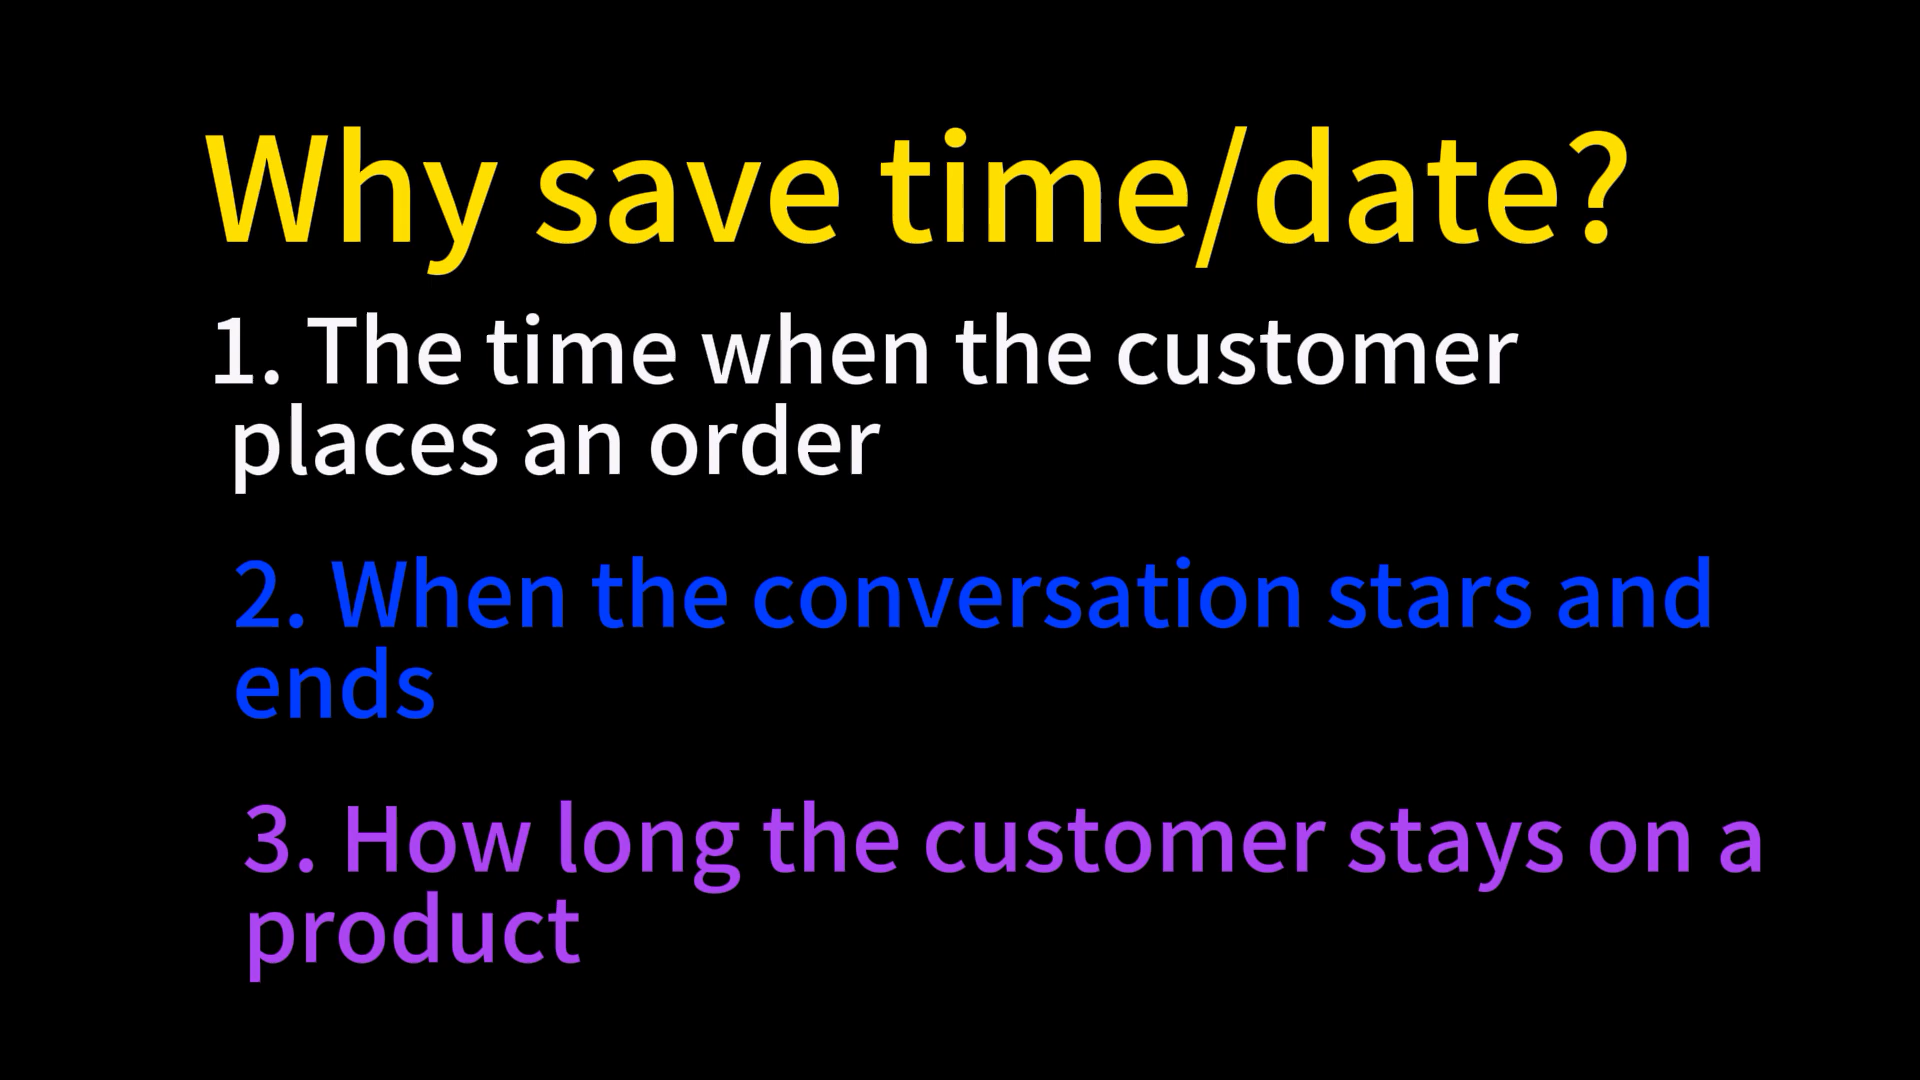 Why save time/date?
1. The time when the customer
places an order
2. When the conversation stars and
ends
3. How long the customer stays on a
product